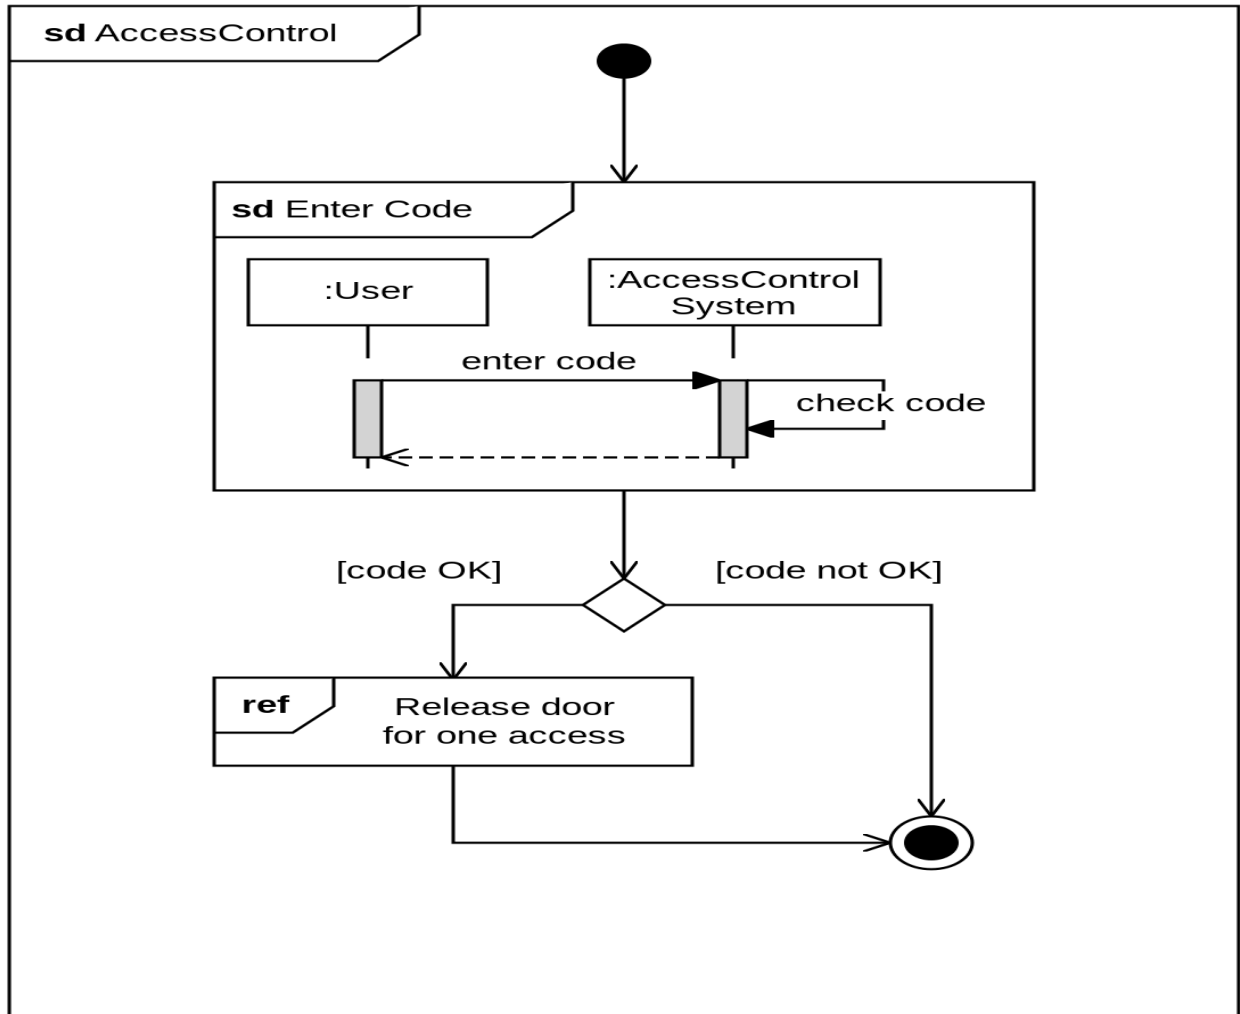 sd AccessControl
sd Enter Code
:User
:AccessControl
System
enter code
check code
[code OK]
[code not OK]
ref
Release door
for one access